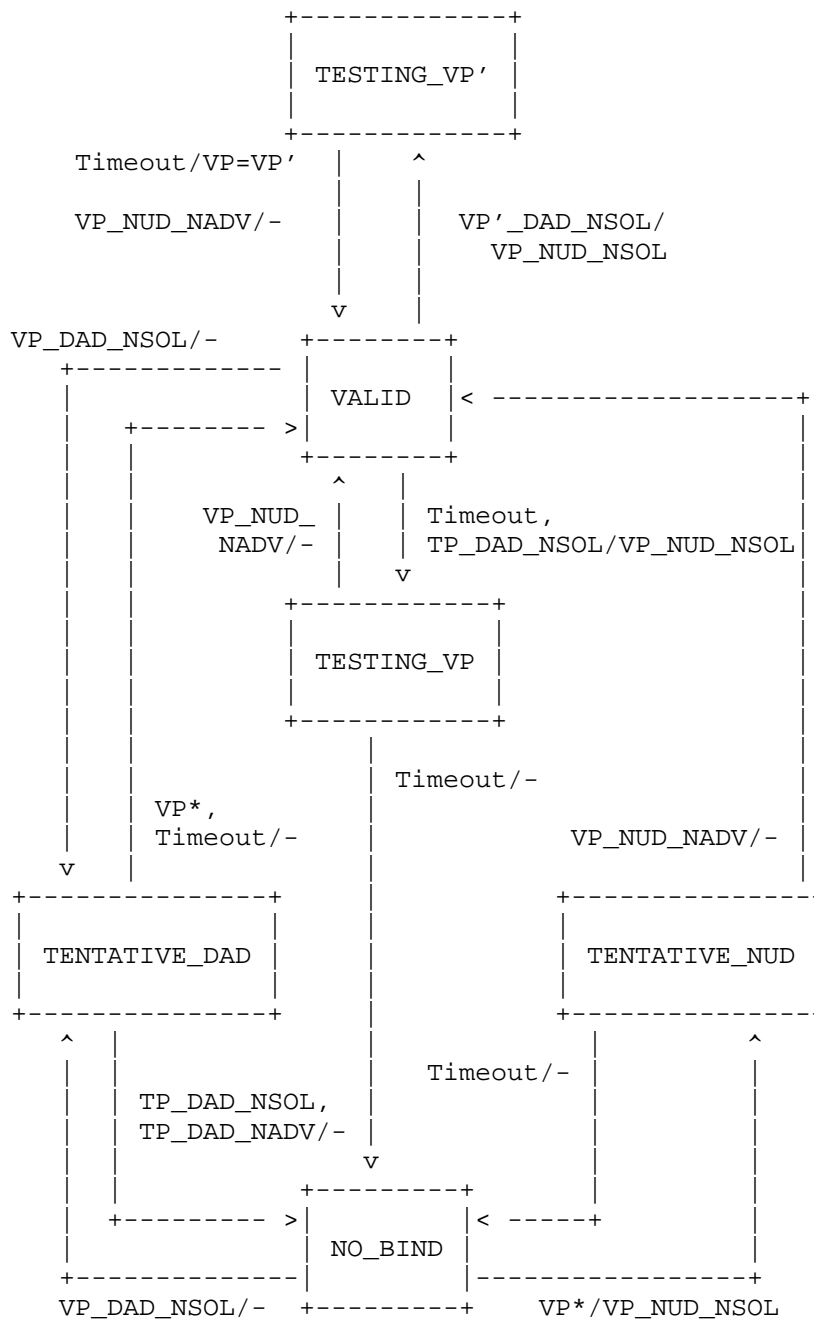 TESTING_VP'
Timeout/VP=VP'
VP_NUD_NADV/-
VP'_DAD_NSOL/
VP_NUD_NSOL
VP_DAD_NSOL/-
VALID
VP_NUD_
NADV/-
Timeout,
TP_DAD_NSOL/VP_NUD_NSOL
TESTING_VP
Timeout/-
VP*,
Timeout/-
VP_NUD_NADV/-
TENTATIVE_DAD
TENTATIVE_NUD
Timeout/-
TP_DAD_NSOL,
TP_DAD_NADV/-
NO_BIND
VP_DAD_NSOL/-
VP*/VP_NUD_NSOL